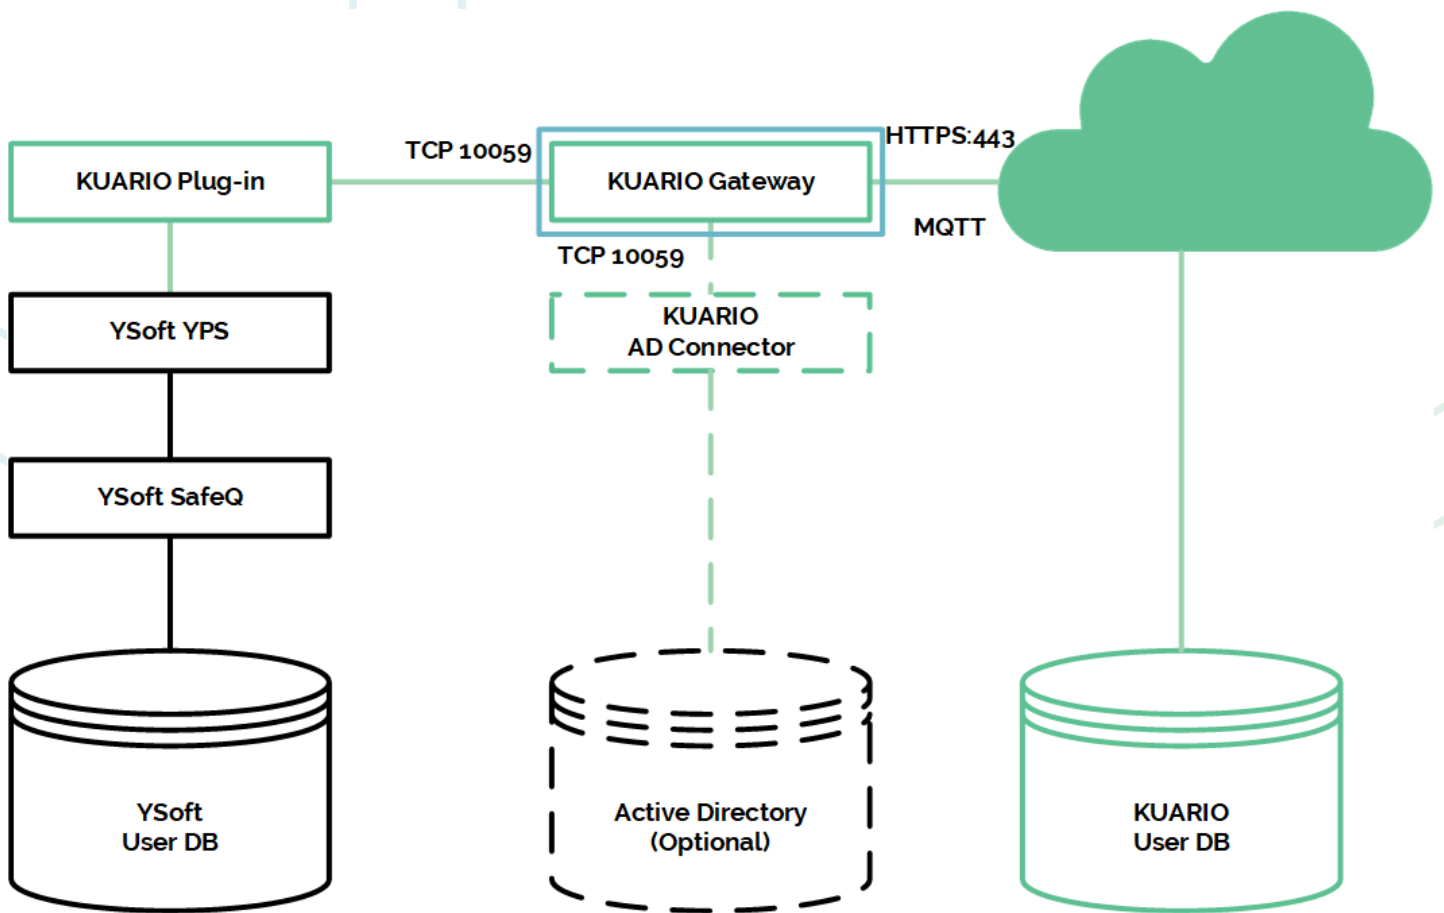 TCP 10059
HTTPS:443
KUARIO Plug-in
KUARIO Gateway
MQTT
TCP 10059
YSoft YPS
KUARIO
AD Connector
YSoft SafeQ
YSoft
User DB
Active Directory
(Optional)
KUARIO
User DB